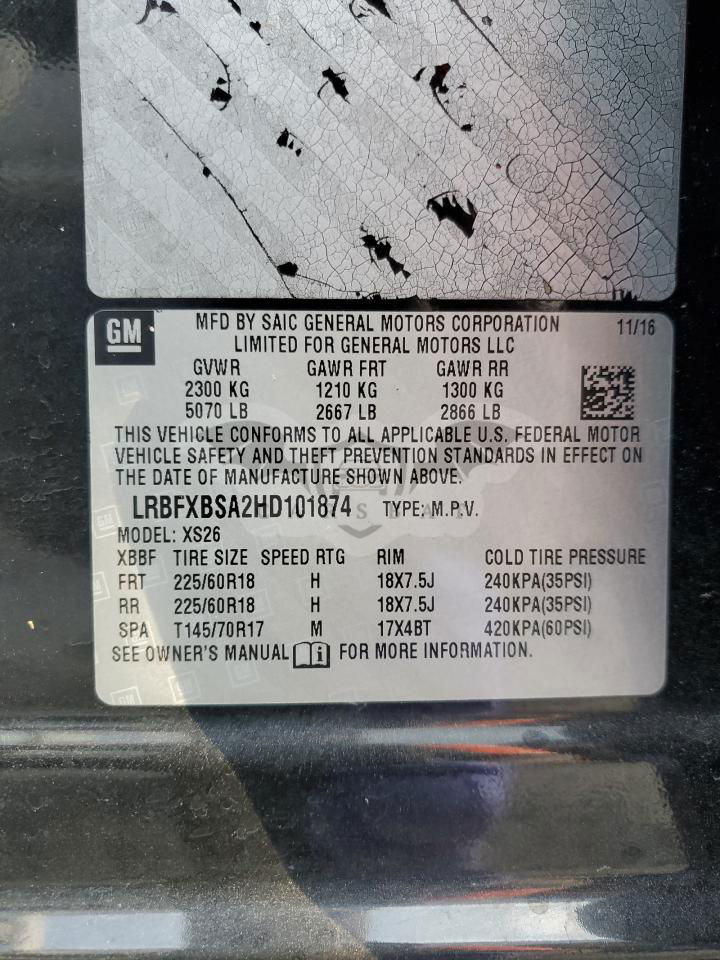 GM
MFD BY SAIC GENERAL MOTORS CORPORATION 11/16
LIMITED FOR GENERAL MOTORS LLC
GVWR GAWR FRT GAWR RR
2300 KG 1210 KG 1300 KG
5070 LB 2667 LB 2866 LB
THIS VEHICLE CONFORMS TO ALL APPLICABLE U.S. FEDERAL MOTOR
VEHICLE SAFETY AND THEFT PREVENTION STANDARDS IN EFFECT ON
THE DATE OF MANUFACTURE SHOWN ABOVE.
LRBFXBSA2HD101874 TYPE: M.P.V.
MODEL: XS26
XBBF TIRE SIZE SPEED RTG RIM COLD TIRE PRESSURE
FRT 225/60R18 H 18X7.5J 240KPA(35PSI)
RR 225/60R18 H 18X7.5J 240KPA(35PSI)
SPA T145/70R17 M 17X4BT 420KPA(60PSI)
SEE OWNER'S MANUAL i FOR MORE INFORMATION.
GM
GM